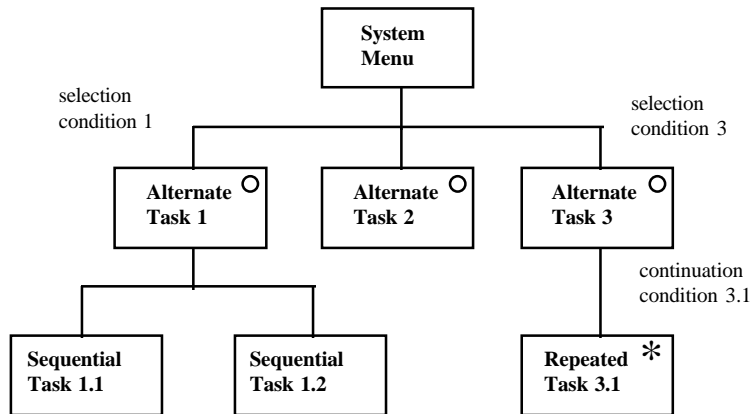 System
Menu
selection
condition 1
selection
condition 3
Alternate
Task 1
Alternate
Task 2
Alternate
Task 3
continuation
condition 3.1
Sequential
Task 1.1
Sequential
Task 1.2
Repeated *
Task 3.1